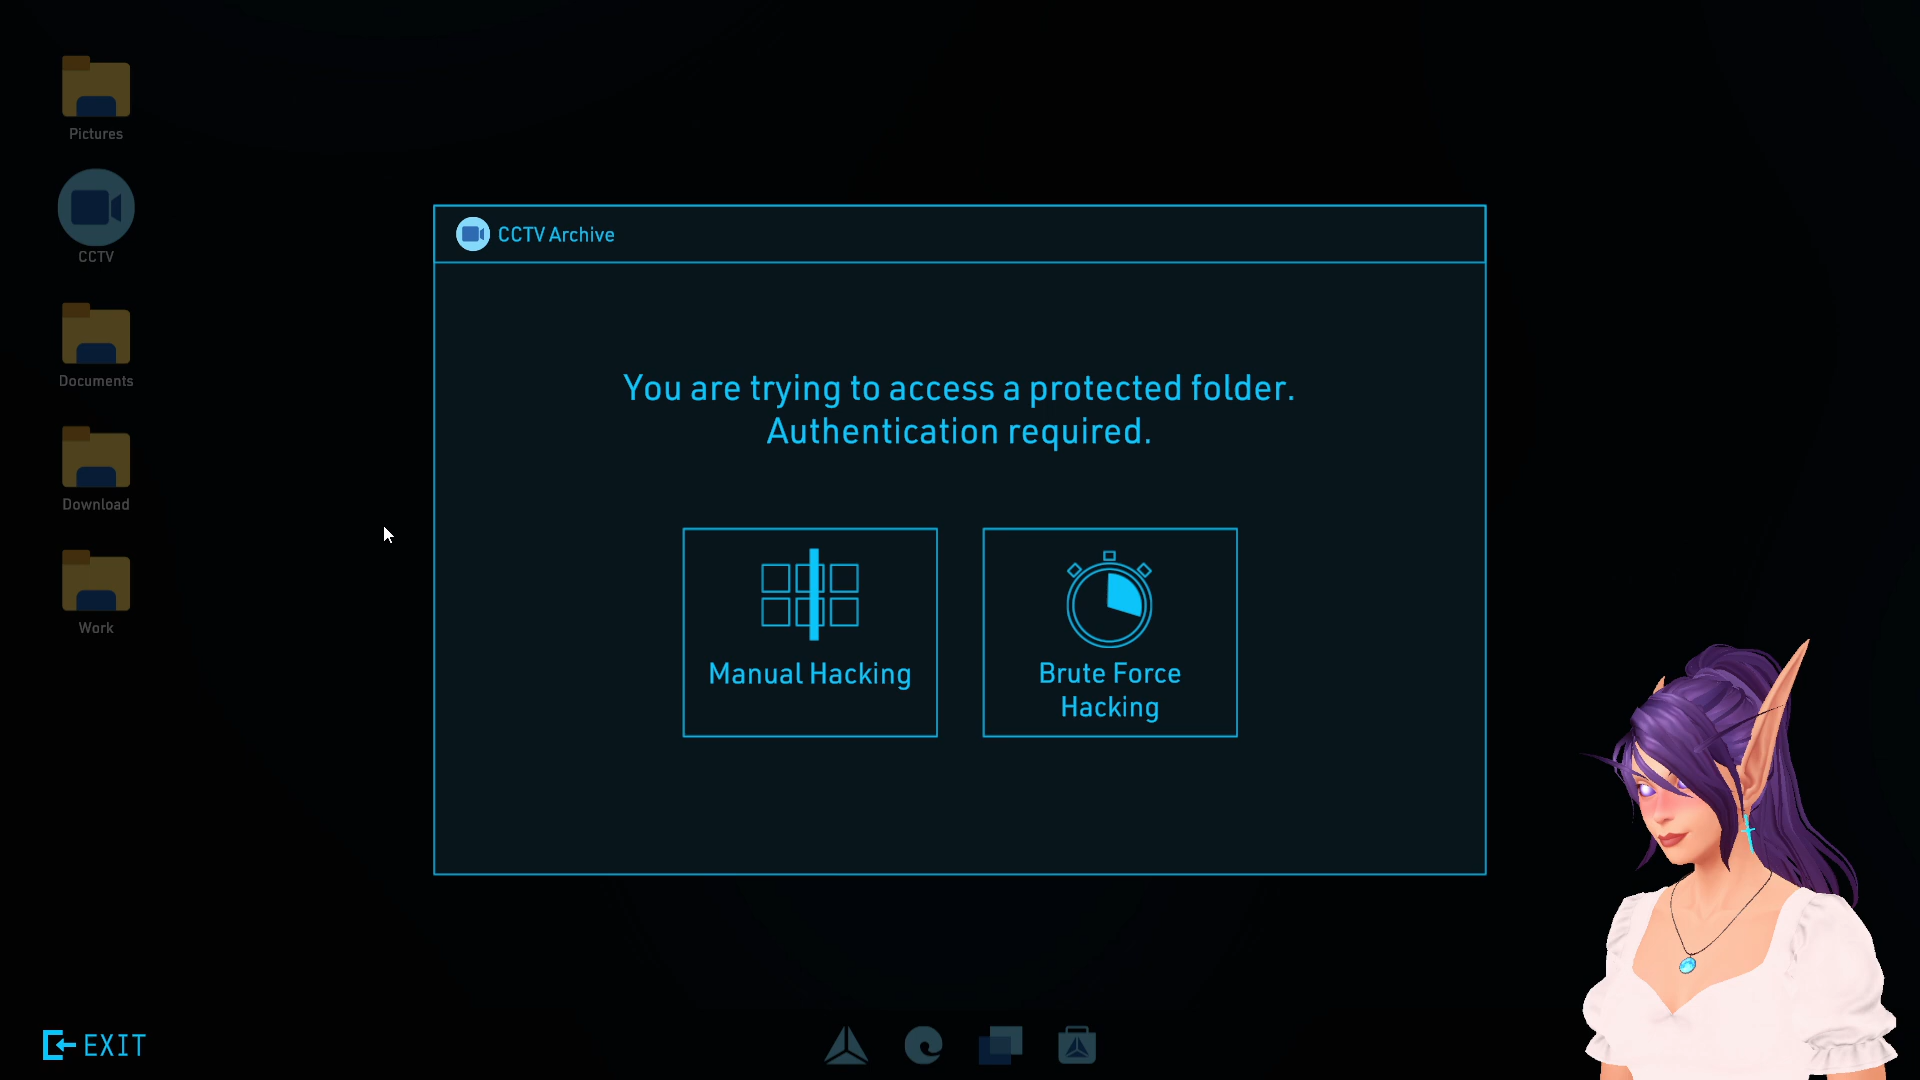 Pictures
CCTV
Documents
Download
Work
CCTV Archive
You are trying to access a protected folder.
Authentication required.
Manual Hacking
Brute Force
Hacking
EXIT